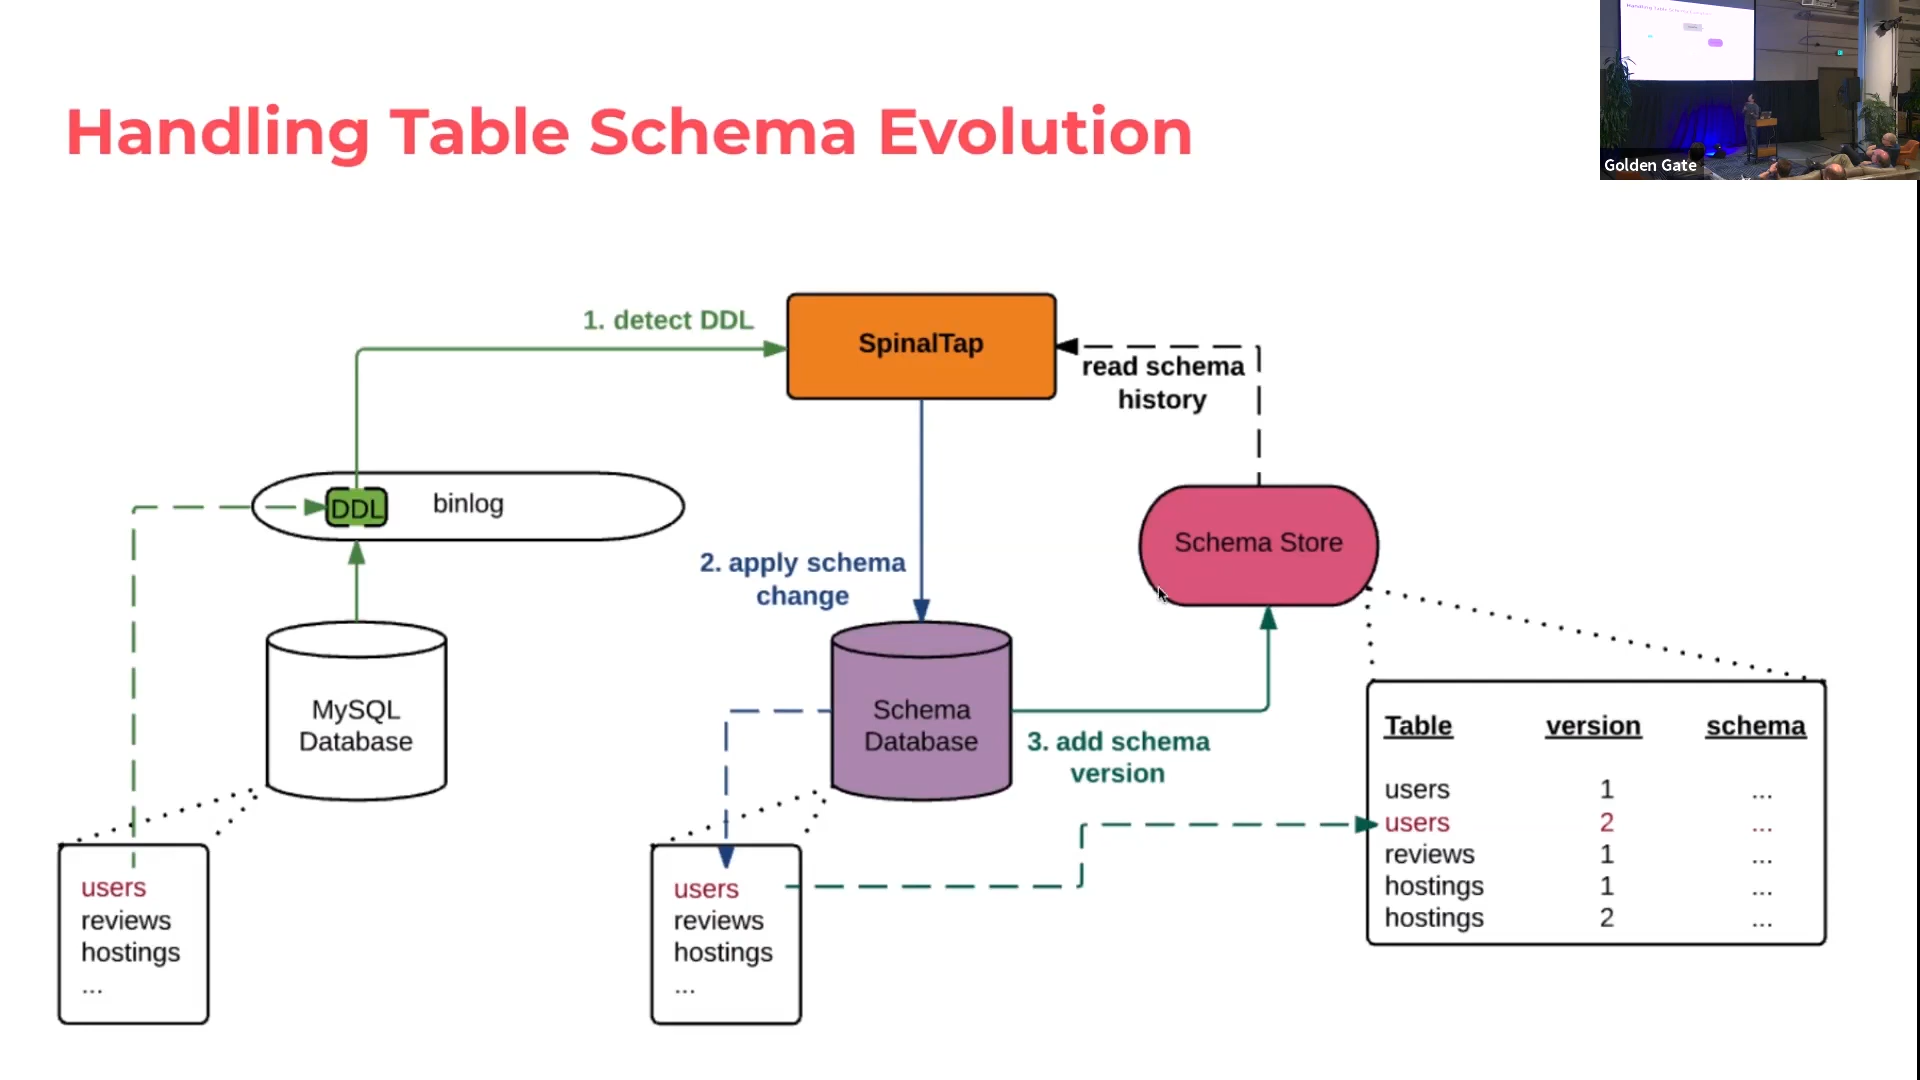 Handling Table Schema Evolution
Golden Gate
1. detect DDL
SpinalTap
read schema
history
DDL
binlog
2. apply schema
change
Schema Store
MySQL
Database
Schema
Database
3. add schema
version
users
reviews
hostings
...
users
reviews
hostings
...
Table version schema
users 1 ...
users 2 ...
reviews 1 ...
hostings 1 ...
hostings 2 ...